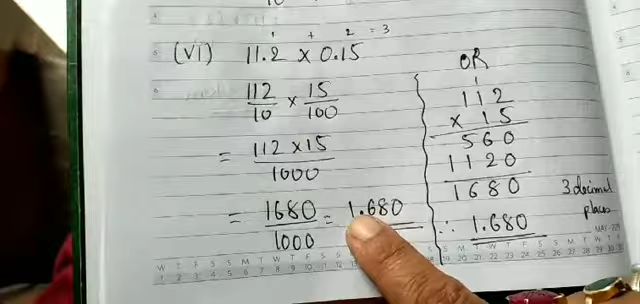 1 + 2 = 3
(vi) 11.2 x 0.15
112/10 x 15/100
= 112 x 15/1000
= 1680/1000 = 1.680
OR
1
112
x 15
560
1120
1680
3 decimal
places
∴ 1.680